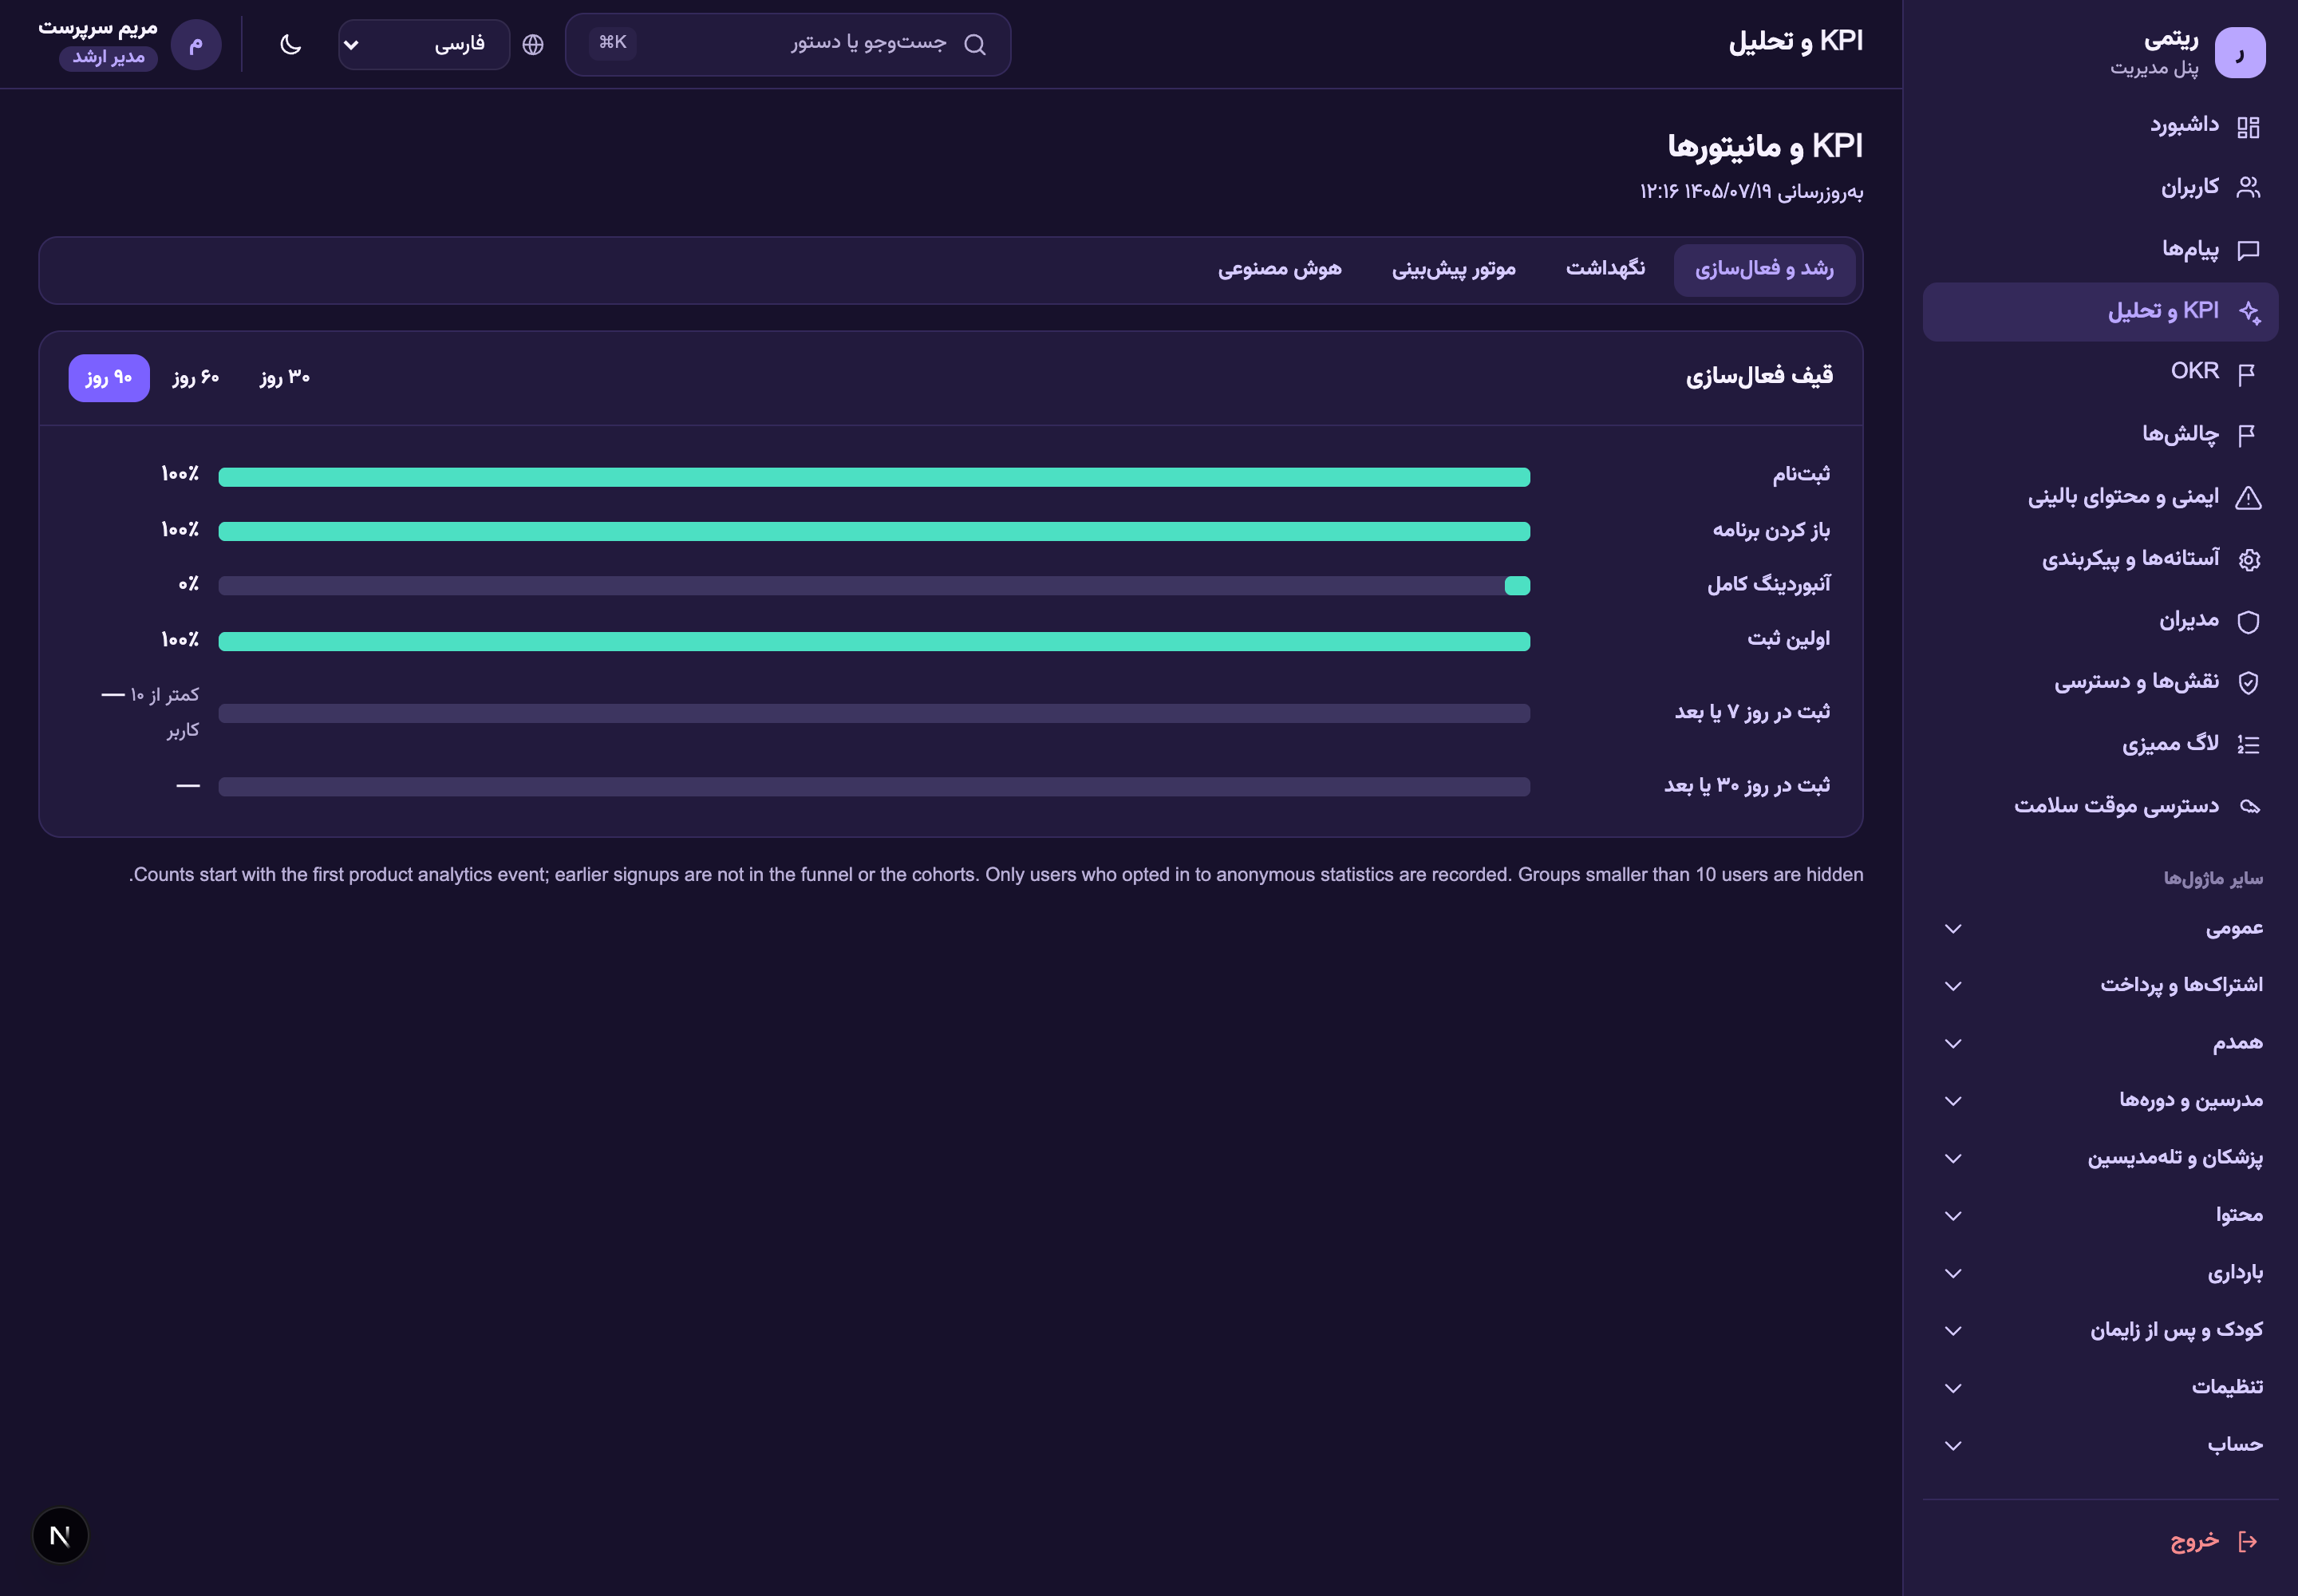 ر
ریتمی
پنل مدیریت
داشبورد
کاربران
پیام‌ها
KPI و تحلیل
OKR
چالش‌ها
ایمنی و محتوای بالینی
آستانه‌ها و پیکربندی
مدیران
نقش‌ها و دسترسی
لاگ ممیزی
دسترسی موقت سلامت
سایر ماژول‌ها
عمومی
اشتراک‌ها و پرداخت
همدم
مدرسین و دوره‌ها
پزشکان و تله‌مدیسین
محتوا
بارداری
کودک و پس از زایمان
تنظیمات
حساب
خروج
KPI و تحلیل
جست‌وجو یا دستور
⌘K
فارسی
م
مریم سرپرست
مدیر ارشد
KPI و مانیتورها
به‌روزرسانی ۱۴۰۵/۰۷/۱۹ ۱۲:۱۶
رشد و فعال‌سازی
نگهداشت
موتور پیش‌بینی
هوش مصنوعی
قیف فعال‌سازی
۳۰ روز
۶۰ روز
۹۰ روز
ثبت‌نام
۱۰۰٪
باز کردن برنامه
۱۰۰٪
آنبوردینگ کامل
۰٪
اولین ثبت
۱۰۰٪
ثبت در روز ۷ یا بعد
کمتر از ۱۰ —
کاربر
ثبت در روز ۳۰ یا بعد
—
Counts start with the first product analytics event; earlier signups are not in the funnel or the cohorts. Only users who opted in to anonymous statistics are recorded. Groups smaller than 10 users are hidden.
N